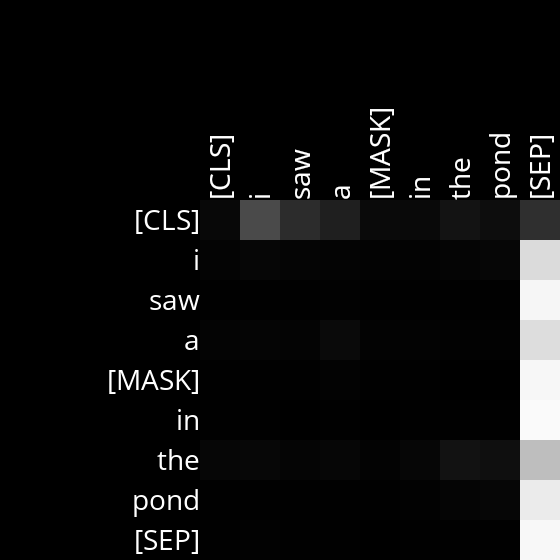 [CLS]
i
saw
a
[MASK]
in
the
pond
[SEP]
[CLS]
i
saw
a
[MASK]
in
the
pond
[SEP]